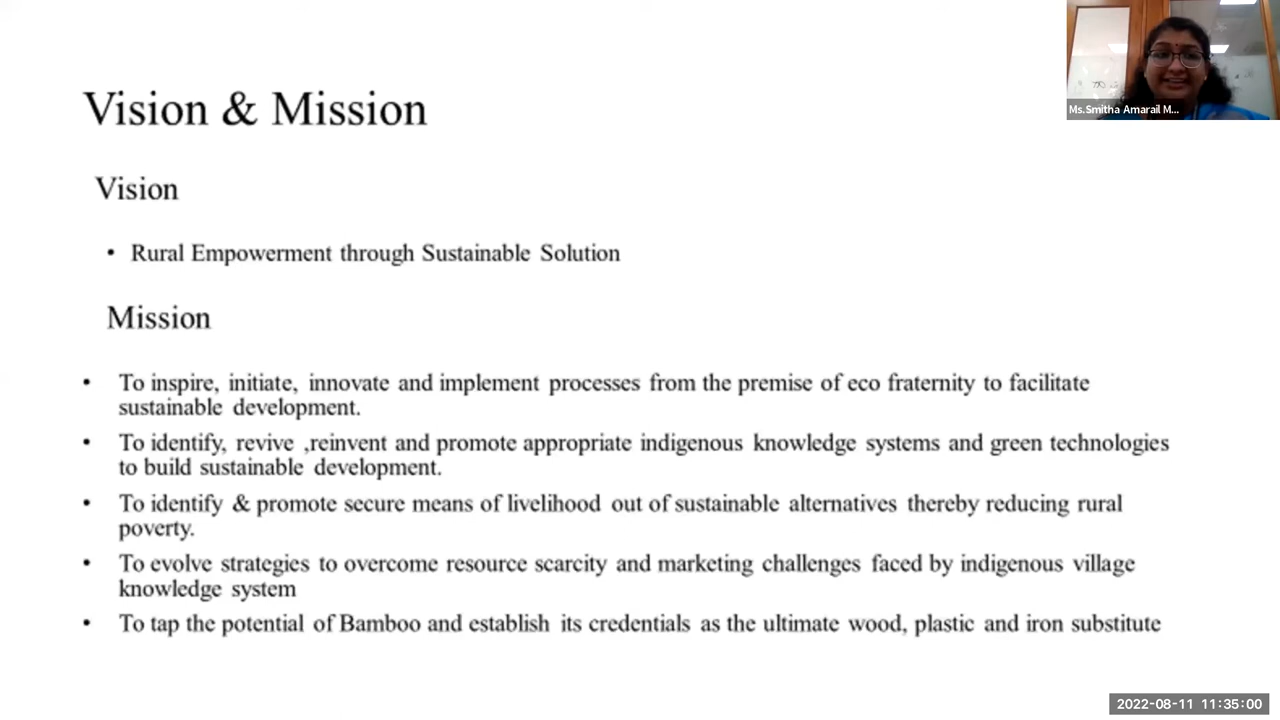 Vision & Mission
Vision
• Rural Empowerment through Sustainable Solution
Mission
• To inspire, initiate, innovate and implement processes from the premise of eco fraternity to facilitate
sustainable development.
• To identify, revive ,reinvent and promote appropriate indigenous knowledge systems and green technologies
to build sustainable development.
• To identify & promote secure means of livelihood out of sustainable alternatives thereby reducing rural
poverty.
• To evolve strategies to overcome resource scarcity and marketing challenges faced by indigenous village
knowledge system
• To tap the potential of Bamboo and establish its credentials as the ultimate wood, plastic and iron substitute
Ms.Smitha Amarail M...
2022-08-11 11:35:00